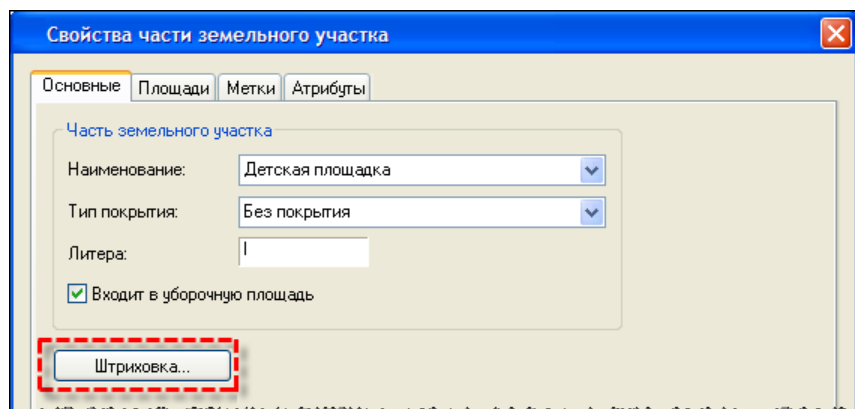 Свойства части земельного участка
Основные Площади Метки Атрибуты
Часть земельного участка
Наименование: Детская площадка
Тип покрытия: Без покрытия
Литера:
Входит в уборочную площадь
Штриховка...